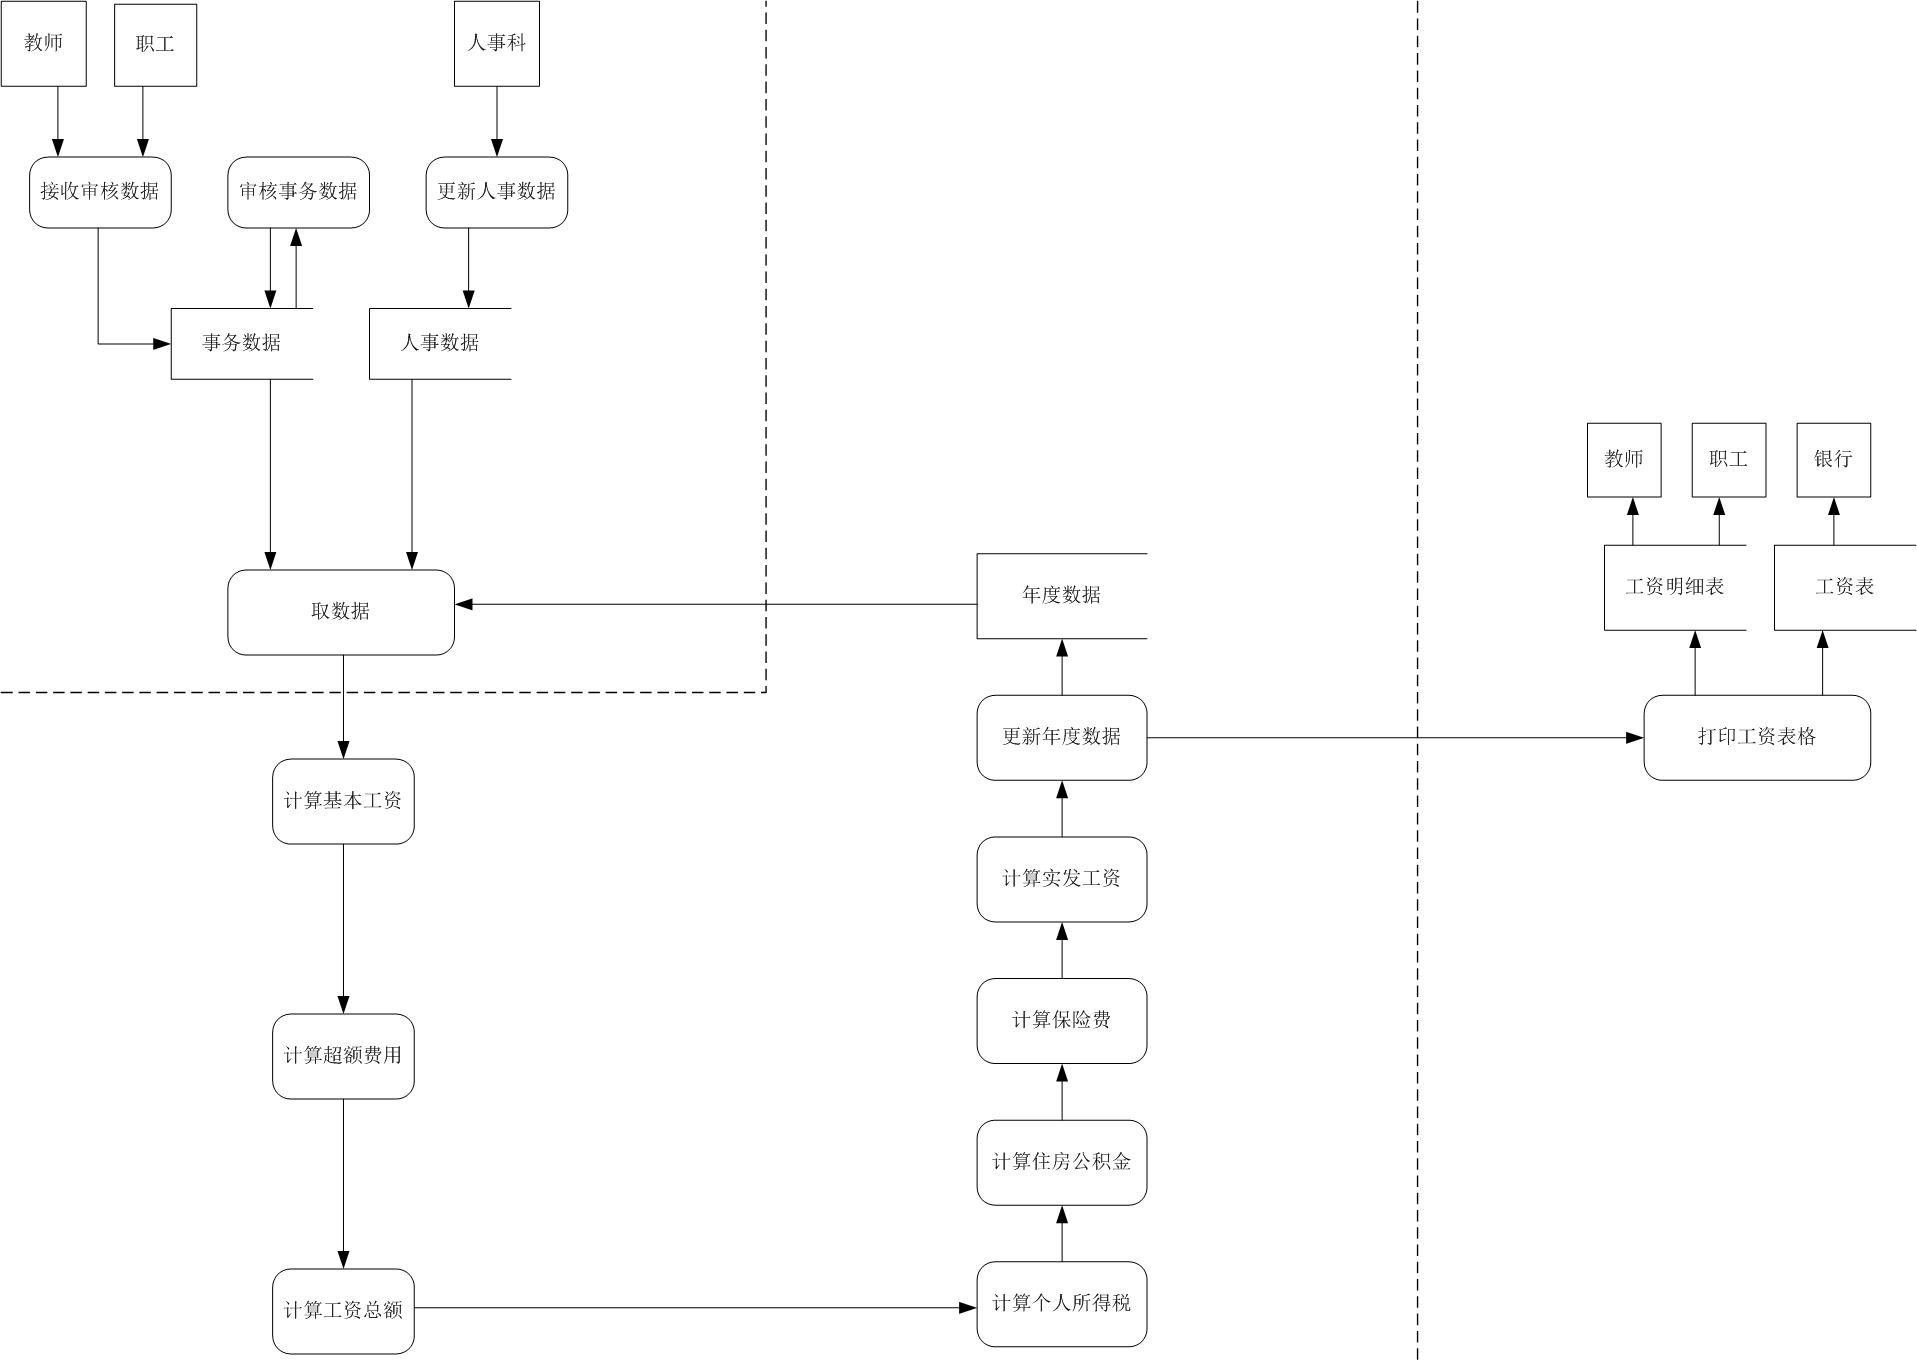 教师
职工
人事科
接收审核数据
审核事务数据
更新人事数据
事务数据
人事数据
教师
职工
银行
年度数据
工资明细表
工资表
取数据
更新年度数据
打印工资表格
计算基本工资
计算实发工资
计算保险费
计算超额费用
计算住房公积金
计算工资总额
计算个人所得税